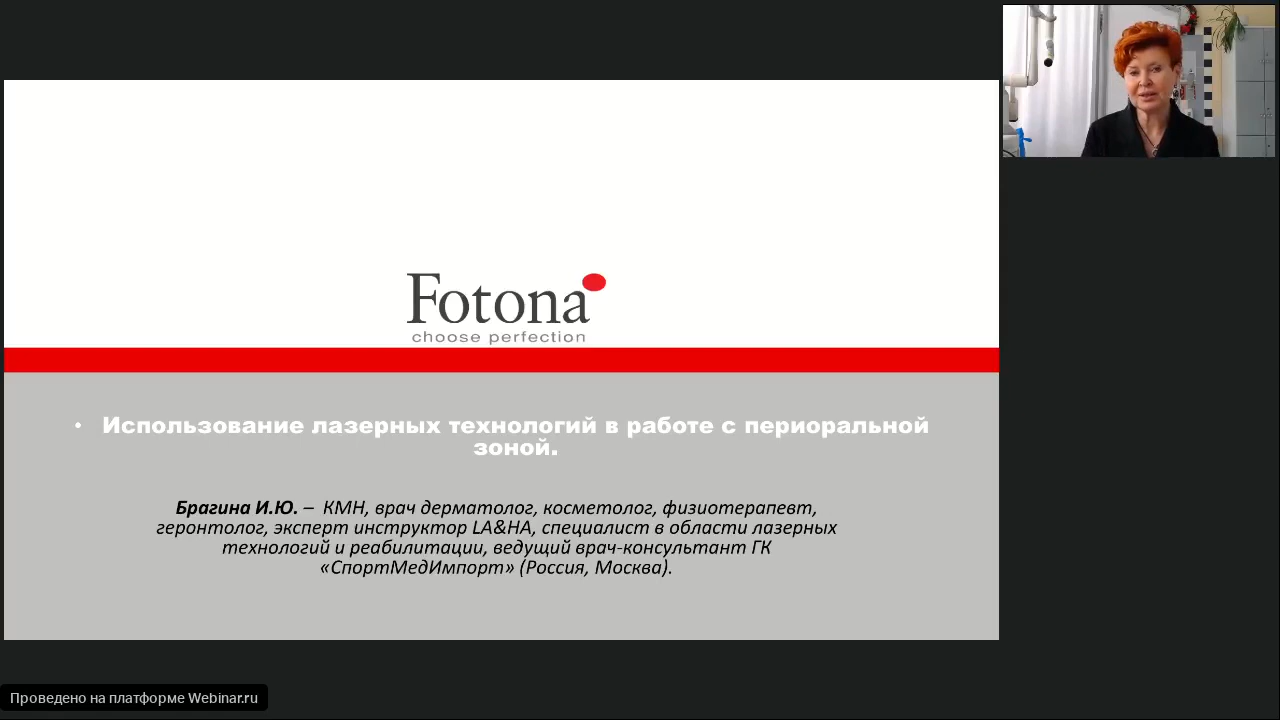 Fotona
choose perfection
• Использование лазерных технологий в работе с периоральной
зоной.
Брагина И.Ю. – КМН, врач дерматолог, косметолог, физиотерапевт,
геронтолог, эксперт инструктор LA&HA, специалист в области лазерных
технологий и реабилитации, ведущий врач-консультант ГК
«СпортМедИмпорт» (Россия, Москва).
Проведено на платформе Webinar.ru